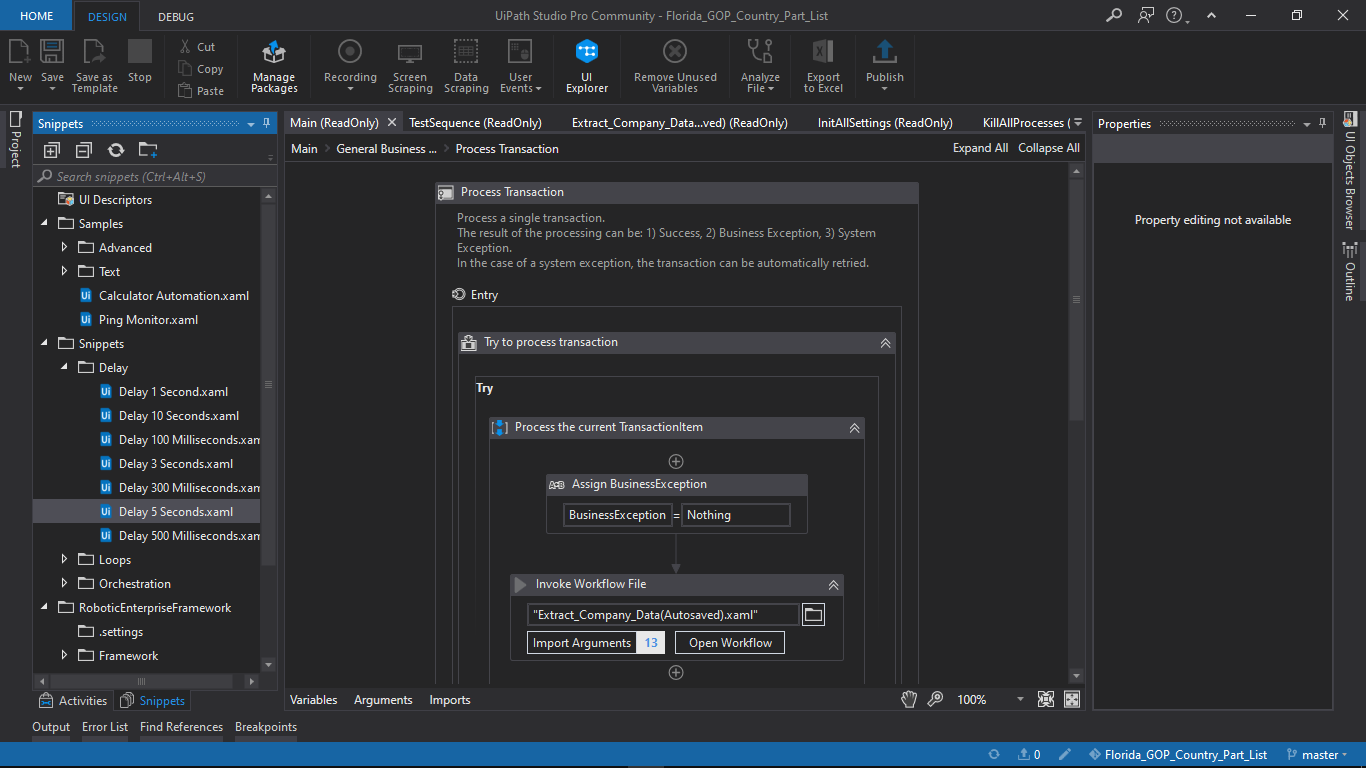 HOME
DESIGN
DEBUG
UiPath Studio Pro Community - Florida_GOP_Country_Part_List
New
Save
Save as Template
Stop
Cut
Copy
Paste
Manage Packages
Recording
Screen Scraping
Data Scraping
User Events
UI Explorer
Remove Unused Variables
Analyze File
Export to Excel
Publish
Project
Snippets
Search snippets (Ctrl+Alt+S)
UI Descriptors
Samples
Advanced
Text
Calculator Automation.xaml
Ping Monitor.xaml
Snippets
Delay
Delay 1 Second.xaml
Delay 10 Seconds.xaml
Delay 100 Milliseconds.xam
Delay 3 Seconds.xaml
Delay 300 Milliseconds.xam
Delay 5 Seconds.xaml
Delay 500 Milliseconds.xam
Loops
Orchestration
RoboticEnterpriseFramework
.settings
Framework
Activities
Snippets
Main (ReadOnly)
TestSequence (ReadOnly)
Extract_Company_Data...ved) (ReadOnly)
InitAllSettings (ReadOnly)
KillAllProcesses (
Main > General Business ... > Process Transaction
Expand All
Collapse All
Process Transaction
Process a single transaction.
The result of the processing can be: 1) Success, 2) Business Exception, 3) System
Exception.
In the case of a system exception, the transaction can be automatically retried.
Entry
Try to process transaction
Try
Process the current TransactionItem
Assign BusinessException
BusinessException = Nothing
Invoke Workflow File
"Extract_Company_Data(Autosaved).xaml"
Import Arguments 13
Open Workflow
Variables
Arguments
Imports
100%
Properties
Property editing not available
UI Objects Browser
Outline
Output
Error List
Find References
Breakpoints
0
Florida_GOP_Country_Part_List
master